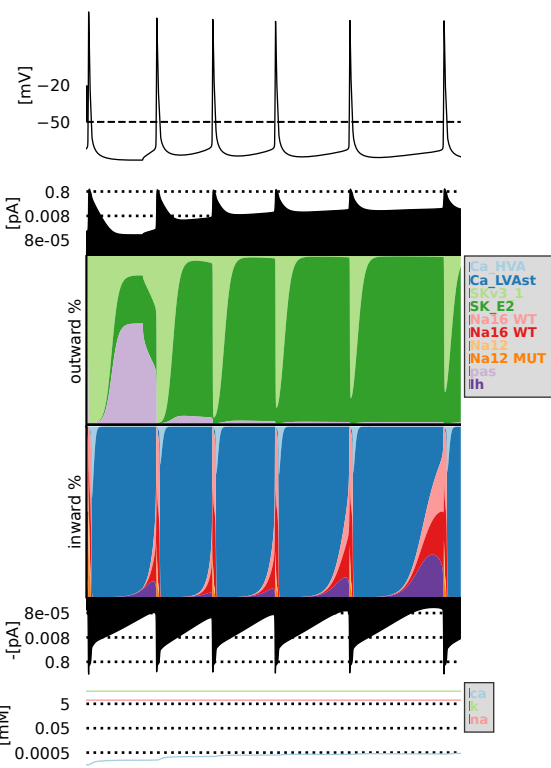 [mV]
−20
−50
[pA]
0.8
0.008
8e-05
outward %
Ca_HVA
Ca_LVAst
SKv3_1
SK_E2
Na16 WT
Na16 WT
Na12
Na12 MUT
pas
Ih
inward %
-[pA]
8e-05
0.008
0.8
[mM]
5
0.05
0.0005
ca
k
na